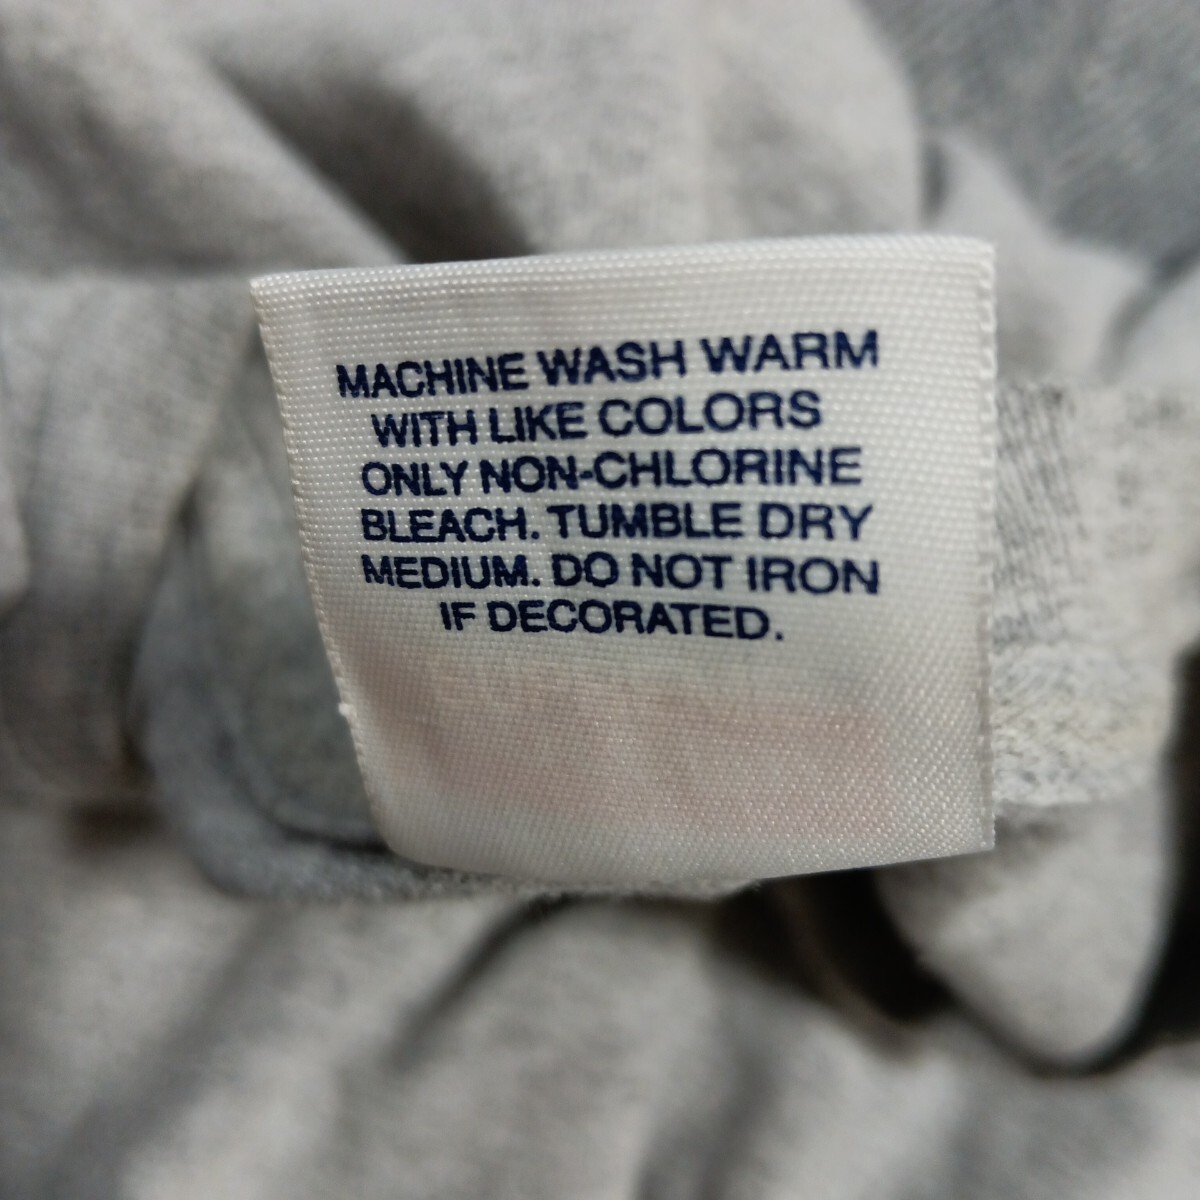 MACHINE WASH WARM
WITH LIKE COLORS
ONLY NON-CHLORINE
BLEACH. TUMBLE DRY
MEDIUM. DO NOT IRON
IF DECORATED.